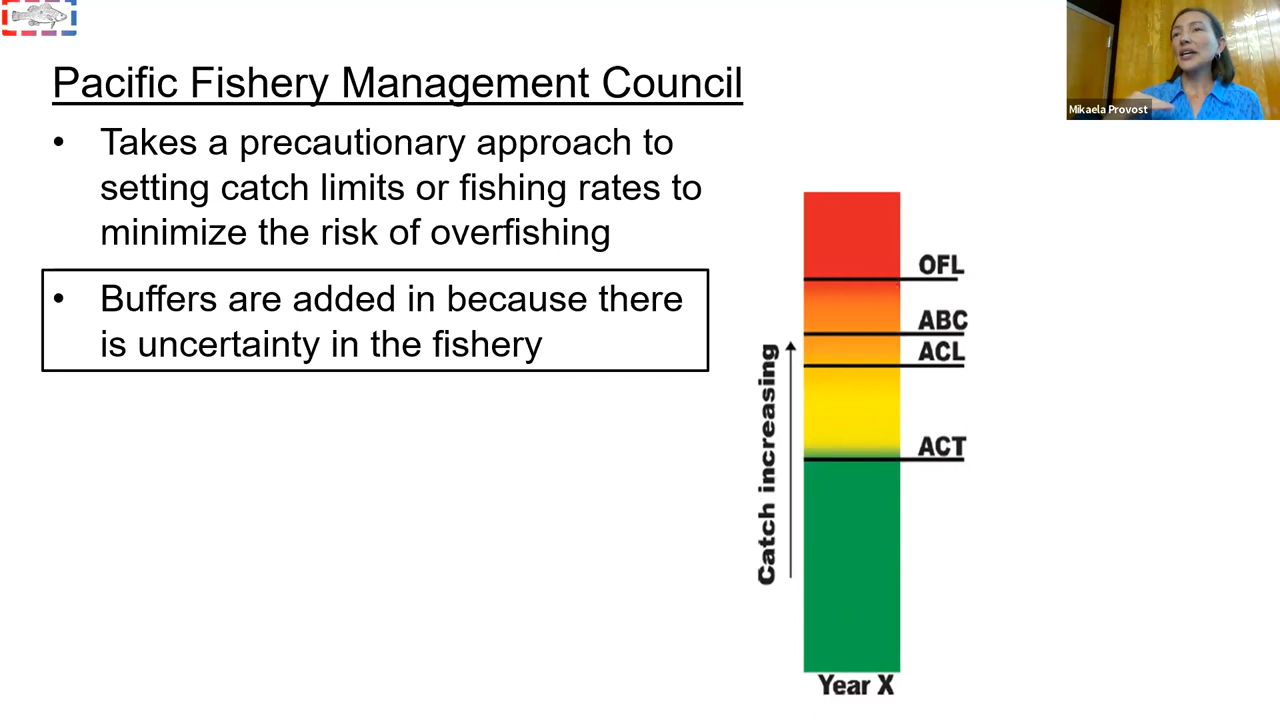 Pacific Fishery Management Council
• Takes a precautionary approach to
setting catch limits or fishing rates to
minimize the risk of overfishing
• Buffers are added in because there
is uncertainty in the fishery
Mikaela Provost
OFL
ABC
ACL
ACT
Catch increasing
Year X